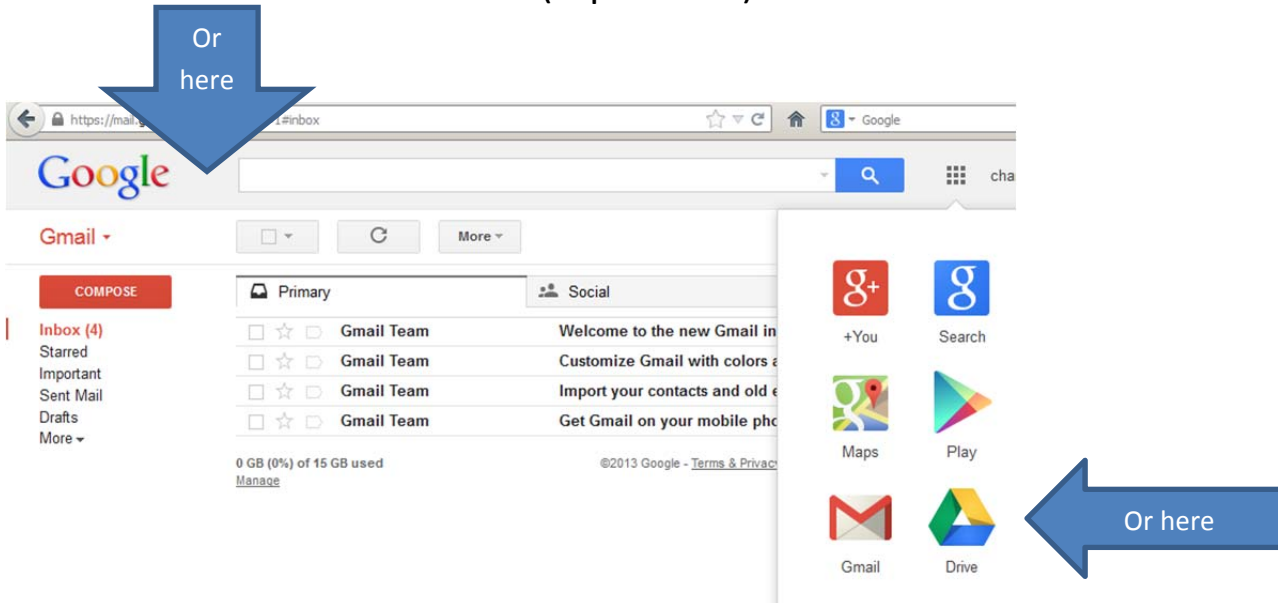 Or
here
https://mail.g
1#inbox
Google
Google
cha
Gmail
More
COMPOSE
Primary
Social
Inbox (4)
Gmail Team Welcome to the new Gmail in
Starred
Gmail Team Customize Gmail with colors a
Important
Gmail Team Import your contacts and old e
Sent Mail
Gmail Team Get Gmail on your mobile pho
Drafts
More
0 GB (0%) of 15 GB used ©2013 Google - Terms & Privac
Manage
+You Search
Maps Play
Gmail Drive
Or here